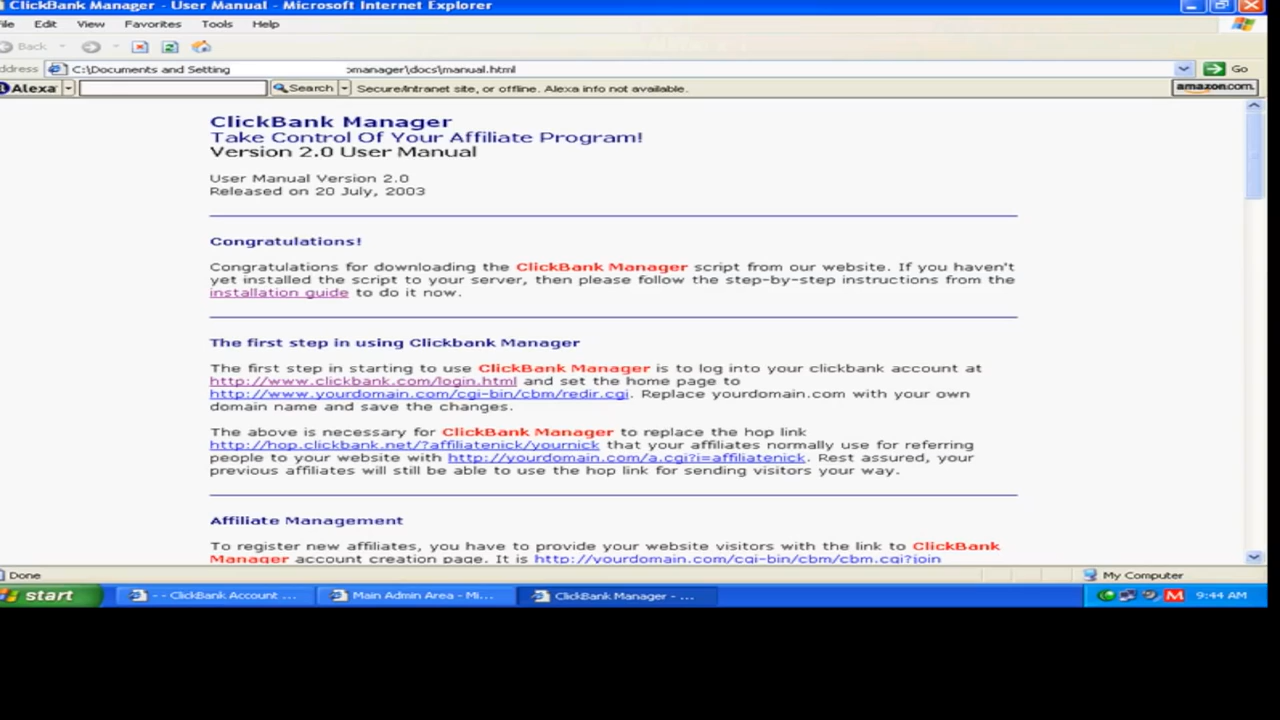 ClickBank Manager - User Manual - Microsoft Internet Explorer
File Edit View Favorites Tools Help
Back
Address C:\Documents and Setting manager\docs\manual.html Go
Alexa Search Secure/intranet site, or offline. Alexa info not available. amazon.com.
ClickBank Manager
Take Control Of Your Affiliate Program!
Version 2.0 User Manual
User Manual Version 2.0
Released on 20 July, 2003
Congratulations!
Congratulations for downloading the ClickBank Manager script from our website. If you haven't
yet installed the script to your server, then please follow the step-by-step instructions from the
installation guide to do it now.
The first step in using Clickbank Manager
The first step in starting to use ClickBank Manager is to log into your clickbank account at
http://www.clickbank.com/login.html and set the home page to
http://www.yourdomain.com/cgi-bin/cbm/redir.cgi. Replace yourdomain.com with your own
domain name and save the changes.
The above is necessary for ClickBank Manager to replace the hop link
http://hop.clickbank.net/?affiliatenick/yournick that your affiliates normally use for referring
people to your website with http://yourdomain.com/a.cgi?i=affiliatenick. Rest assured, your
previous affiliates will still be able to use the hop link for sending visitors your way.
Affiliate Management
To register new affiliates, you have to provide your website visitors with the link to ClickBank
Manager account creation page. It is http://yourdomain.com/cgi-bin/cbm/cbm.cgi?join
Done My Computer
start - - ClickBank Account ... Main Admin Area - Mi... ClickBank Manager - ... M 9:44 AM